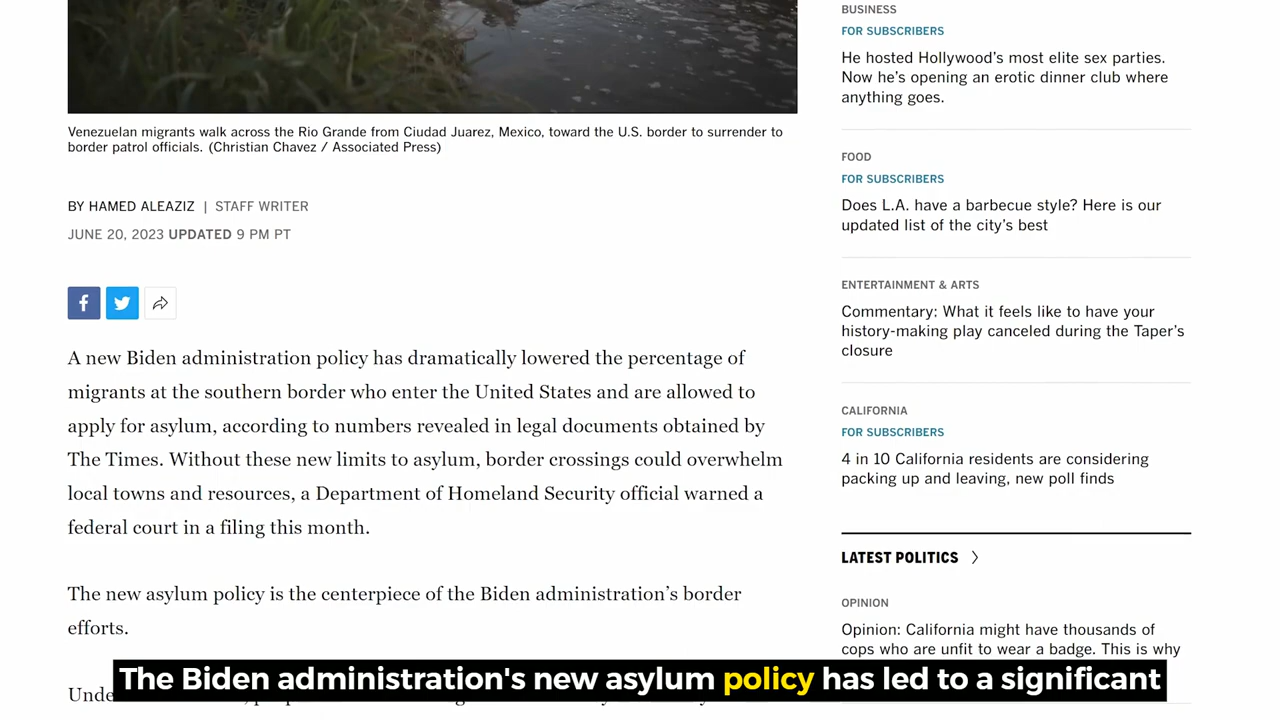 Venezuelan migrants walk across the Rio Grande from Ciudad Juarez, Mexico, toward the U.S. border to surrender to
border patrol officials. (Christian Chavez / Associated Press)
BY HAMED ALEAZIZ | STAFF WRITER
JUNE 20, 2023 UPDATED 9 PM PT
A new Biden administration policy has dramatically lowered the percentage of
migrants at the southern border who enter the United States and are allowed to
apply for asylum, according to numbers revealed in legal documents obtained by
The Times. Without these new limits to asylum, border crossings could overwhelm
local towns and resources, a Department of Homeland Security official warned a
federal court in a filing this month.
The new asylum policy is the centerpiece of the Biden administration’s border
efforts.
BUSINESS
FOR SUBSCRIBERS
He hosted Hollywood’s most elite sex parties.
Now he’s opening an erotic dinner club where
anything goes.
FOOD
FOR SUBSCRIBERS
Does L.A. have a barbecue style? Here is our
updated list of the city’s best
ENTERTAINMENT & ARTS
Commentary: What it feels like to have your
history-making play canceled during the Taper’s
closure
CALIFORNIA
FOR SUBSCRIBERS
4 in 10 California residents are considering
packing up and leaving, new poll finds
LATEST POLITICS
OPINION
Opinion: California might have thousands of
cops who are unfit to wear a badge. This is why
The Biden administration's new asylum policy has led to a significant